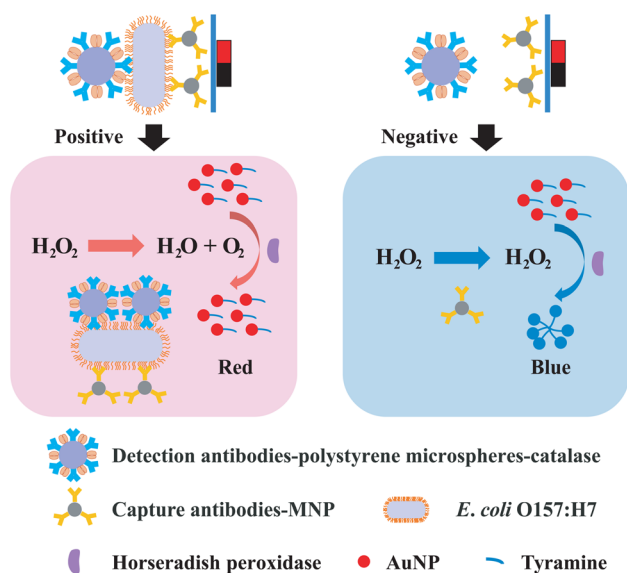 Positive
Negative
H₂O₂ H₂O + O₂
Red
H₂O₂ H₂O₂
Blue
Detection antibodies-polystyrene microspheres-catalase
Capture antibodies-MNP E. coli O157:H7
Horseradish peroxidase AuNP Tyramine